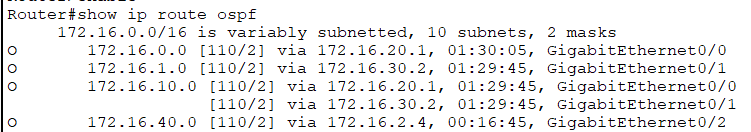 Router#show ip route ospf
172.16.0.0/16 is variably subnetted, 10 subnets, 2 masks
O 172.16.0.0 [110/2] via 172.16.20.1, 01:30:05, GigabitEthernet0/0
O 172.16.1.0 [110/2] via 172.16.30.2, 01:29:45, GigabitEthernet0/1
O 172.16.10.0 [110/2] via 172.16.20.1, 01:29:45, GigabitEthernet0/0
[110/2] via 172.16.30.2, 01:29:45, GigabitEthernet0/1
O 172.16.40.0 [110/2] via 172.16.2.4, 00:16:45, GigabitEthernet0/2